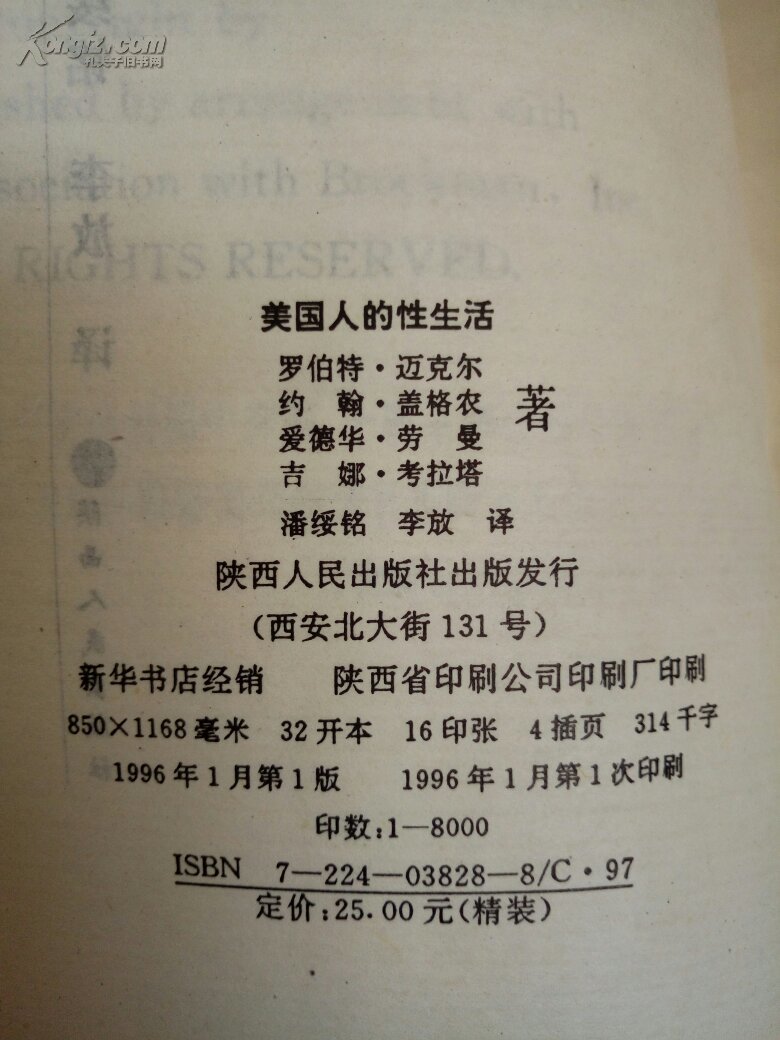 Kongfz.com
孔夫子旧书网
shed by arrangement with
sociation with Brockman, In
RIGHTS RESERVED.
李放 译
美国人的性生活
罗伯特·迈克尔
约 翰·盖格农
爱德华·劳 曼
吉 娜·考拉塔
著
潘绥铭 李放 译
陕西人民出版社出版发行
(西安北大街131号)
新华书店经销 陕西省印刷公司印刷厂印刷
850×1168毫米 32开本 16印张 4插页 314千字
1996年1月第1版 1996年1月第1次印刷
印数:1—8000
ISBN 7—224—03828—8/C·97
定价:25.00元(精装)